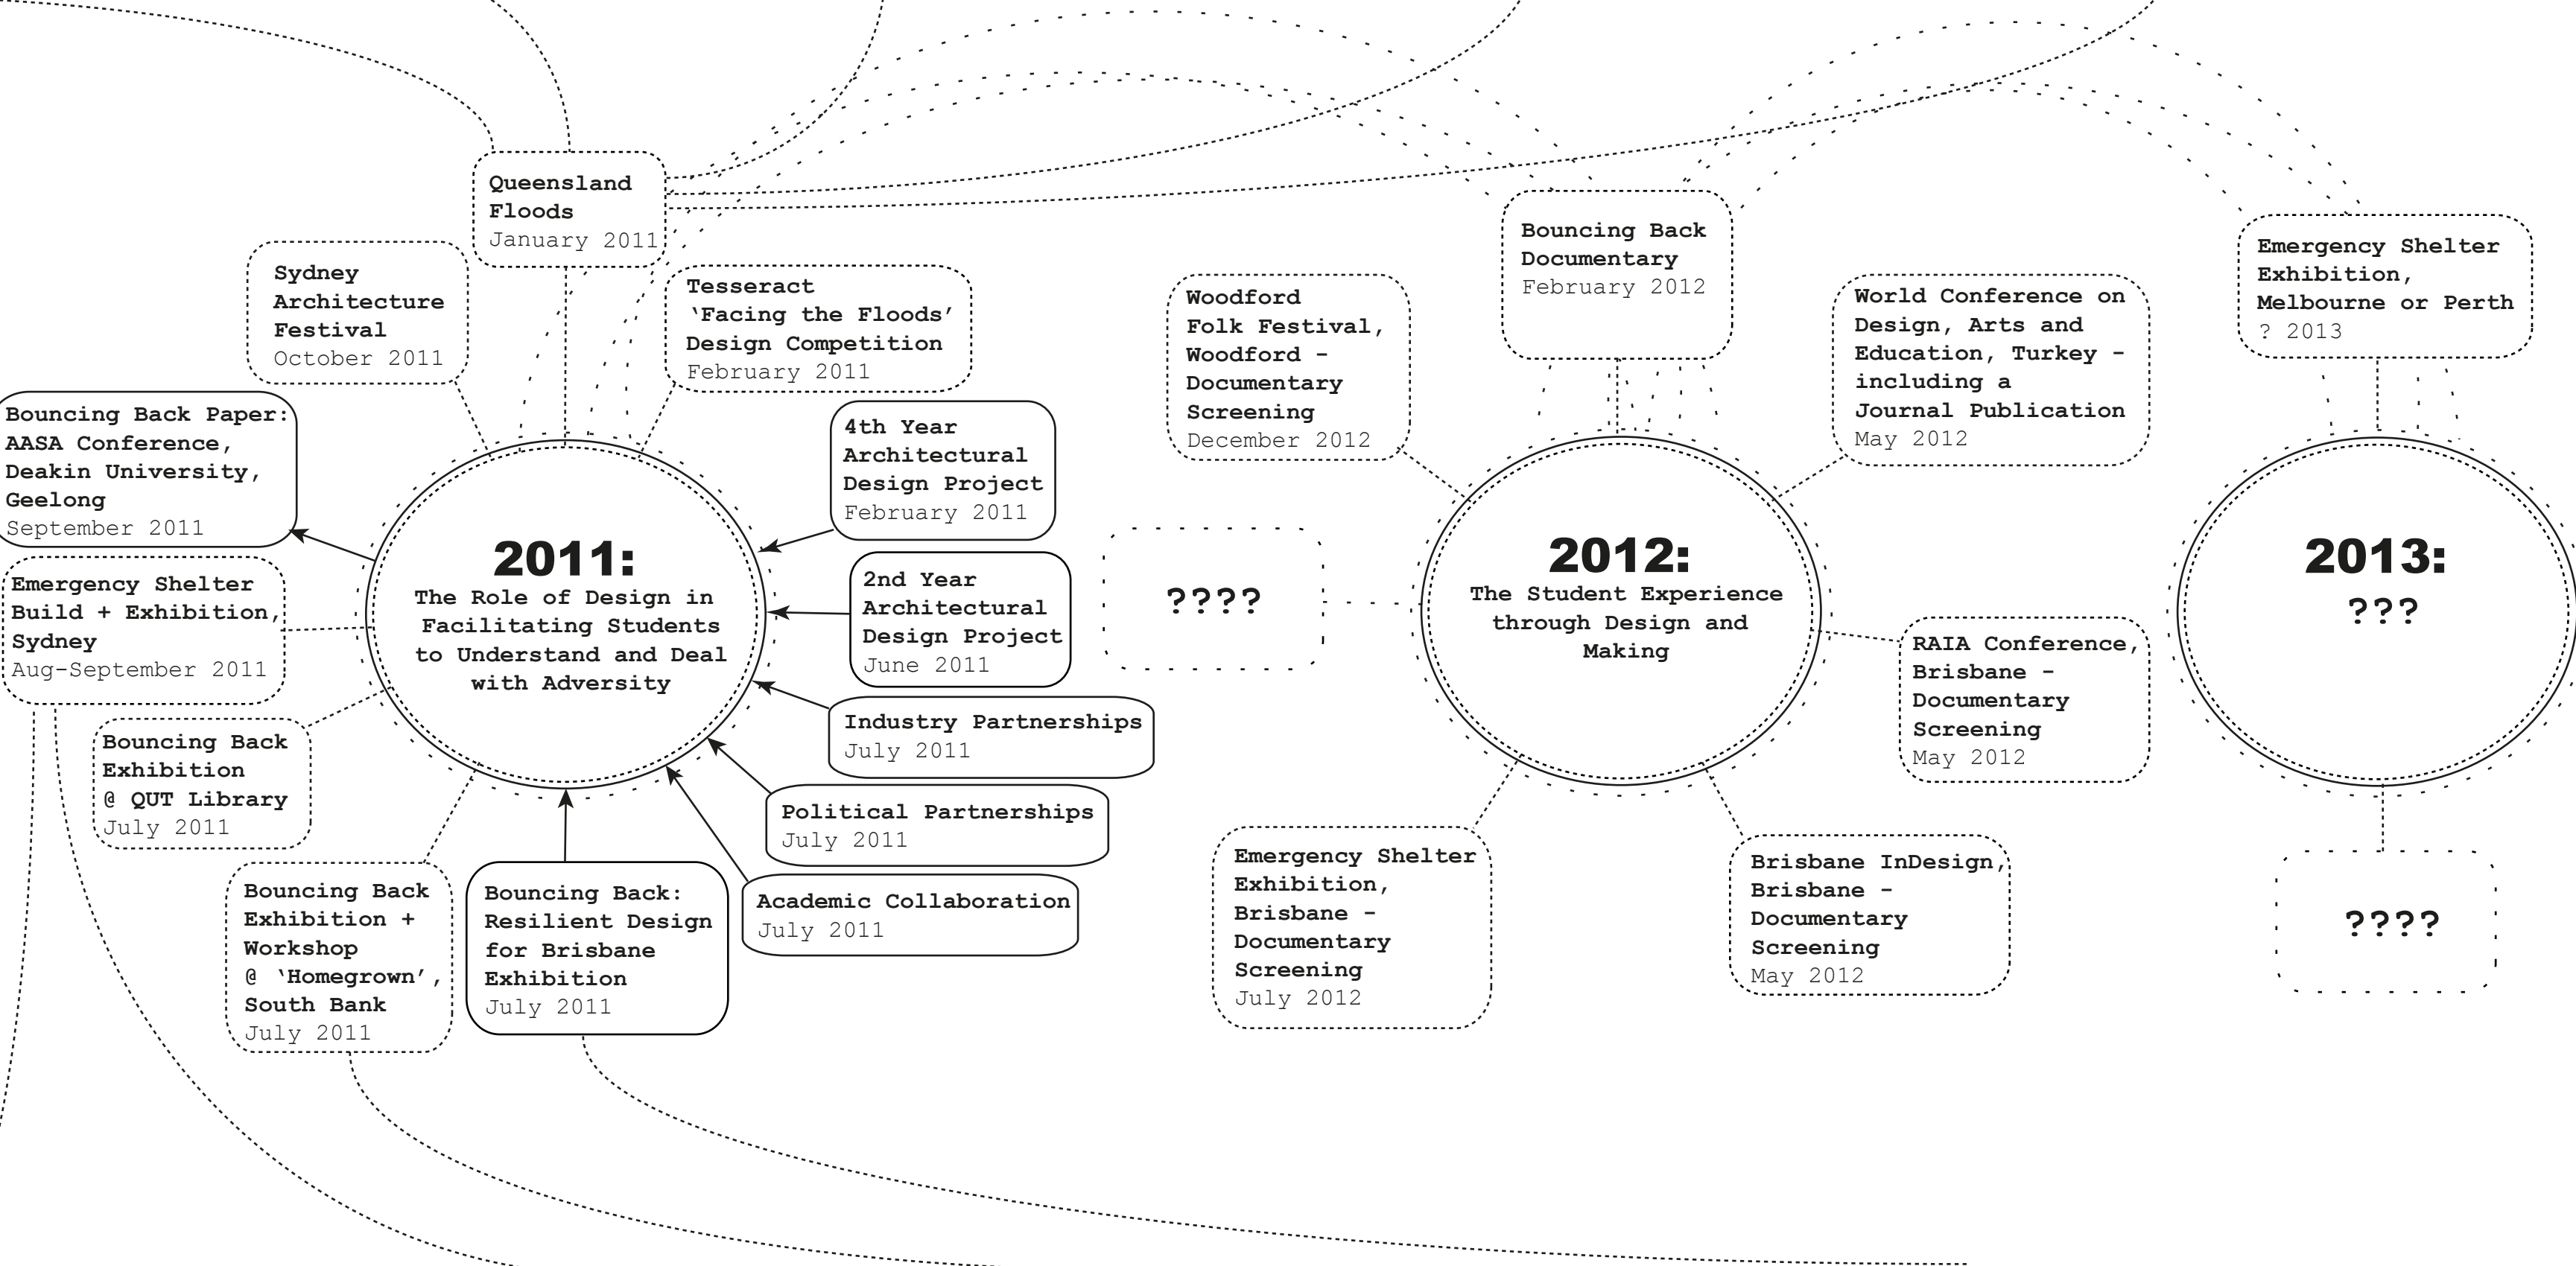 Queensland
Floods
January 2011
Sydney
Architecture
Festival
October 2011
Tesseract
‘Facing the Floods’
Design Competition
February 2011
Bouncing Back Paper:
AASA Conference,
Deakin University,
Geelong
September 2011
4th Year
Architectural
Design Project
February 2011
Emergency Shelter
Build + Exhibition,
Sydney
Aug-September 2011
2011:
The Role of Design in
Facilitating Students
to Understand and Deal
with Adversity
2nd Year
Architectural
Design Project
June 2011
Industry Partnerships
July 2011
Bouncing Back
Exhibition
@ QUT Library
July 2011
Political Partnerships
July 2011
Bouncing Back
Exhibition +
Workshop
@ ‘Homegrown’,
South Bank
July 2011
Bouncing Back:
Resilient Design
for Brisbane
Exhibition
July 2011
Academic Collaboration
July 2011
Bouncing Back
Documentary
February 2012
Woodford
Folk Festival,
Woodford -
Documentary
Screening
December 2012
World Conference on
Design, Arts and
Education, Turkey -
including a
Journal Publication
May 2012
????
2012:
The Student Experience
through Design and
Making
RAIA Conference,
Brisbane -
Documentary
Screening
May 2012
Emergency Shelter
Exhibition,
Brisbane -
Documentary
Screening
July 2012
Brisbane InDesign,
Brisbane -
Documentary
Screening
May 2012
Emergency Shelter
Exhibition,
Melbourne or Perth
? 2013
2013:
???
????